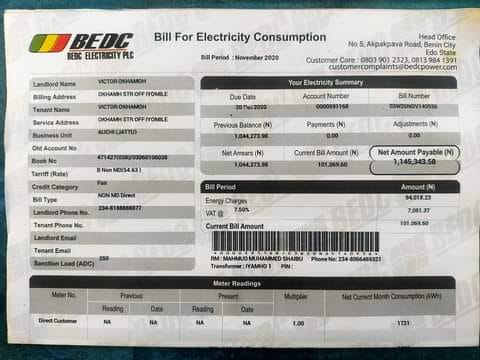 BEDC
BEDC ELECTRICITY PLC
Bill For Electricity Consumption
Bill Period : November 2020
Head Office
No 5, Akpakpava Road, Benin City
Edo State
Customer Care : 0803 901 2323, 0813 984 1391
customercomplaints@bedcpower.com
Landlord Name VICTOR OKHAMOH
Billing Address OKHAMH STR OFF IYOMILE
Tenant Name VICTOR OKHAMOH
Service Address OKHAMH STR OFF IYOMILE
Business Unit AUCHI (JATTU)
Old Account No
Book No
Tarriff (Rate) B Non MD(54.63)
Credit Category Fair
Bill Type NON MD Direct
Landlord Phone No. 234-8188888877
Tenant Phone No.
Landlord Email
Tenant Email
Sanction Load (ADC) 250
Your Electricity Summary
Due Date Account Number Bill Number
20 Dec 2020 0000591168
Previous Balance (N) Payments (N) Adjustments (N)
1,044,273.98 0.00 0.00
Net Arrears (N) Current Bill Amount (N) Net Amount Payable (N)
1,044,273.98 101,069.60 1,145,343.58
Bill Period Amount (N)
Energy Charges 94,018.23
VAT @ 7.50% 7,051.37
Current Bill Amount 101,069.60
RM : MAHMUD MUHAMMED SHAIBU Phone No: 234-8066469321
Transformer : IYAMHO 1 PIN :
Meter Readings
Meter No. Previous Present Multiplier Net Current Month Consumption (kWh)
Reading Date Reading Date
Direct Customer NA NA NA NA 1.00 1721